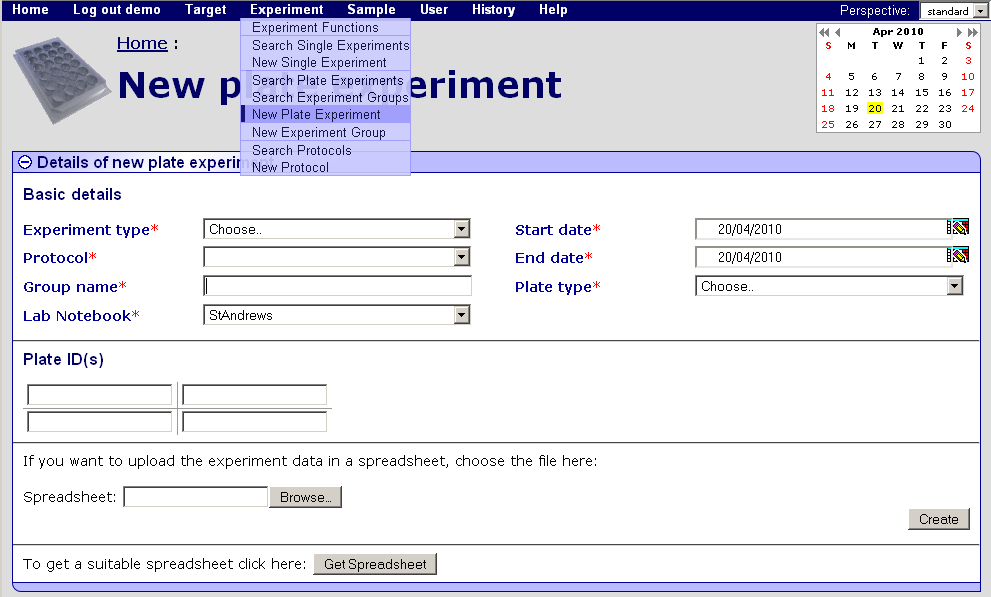 Home Log out demo Target Experiment Sample User History Help Perspective: standard
Experiment Functions
Search Single Experiments
New Single Experiment
Search Plate Experiments
Search Experiment Groups
New Plate Experiment
New Experiment Group
Search Protocols
New Protocol
Home :
New plate experiment
Apr 2010
S M T W T F S
1 2 3
4 5 6 7 8 9 10
11 12 13 14 15 16 17
18 19 20 21 22 23 24
25 26 27 28 29 30
Details of new plate experiment
Basic details
Experiment type* Choose.. Start date* 20/04/2010
Protocol* End date* 20/04/2010
Group name* Plate type* Choose..
Lab Notebook* StAndrews
Plate ID(s)
If you want to upload the experiment data in a spreadsheet, choose the file here:
Spreadsheet: Browse...
Create
To get a suitable spreadsheet click here: Get Spreadsheet